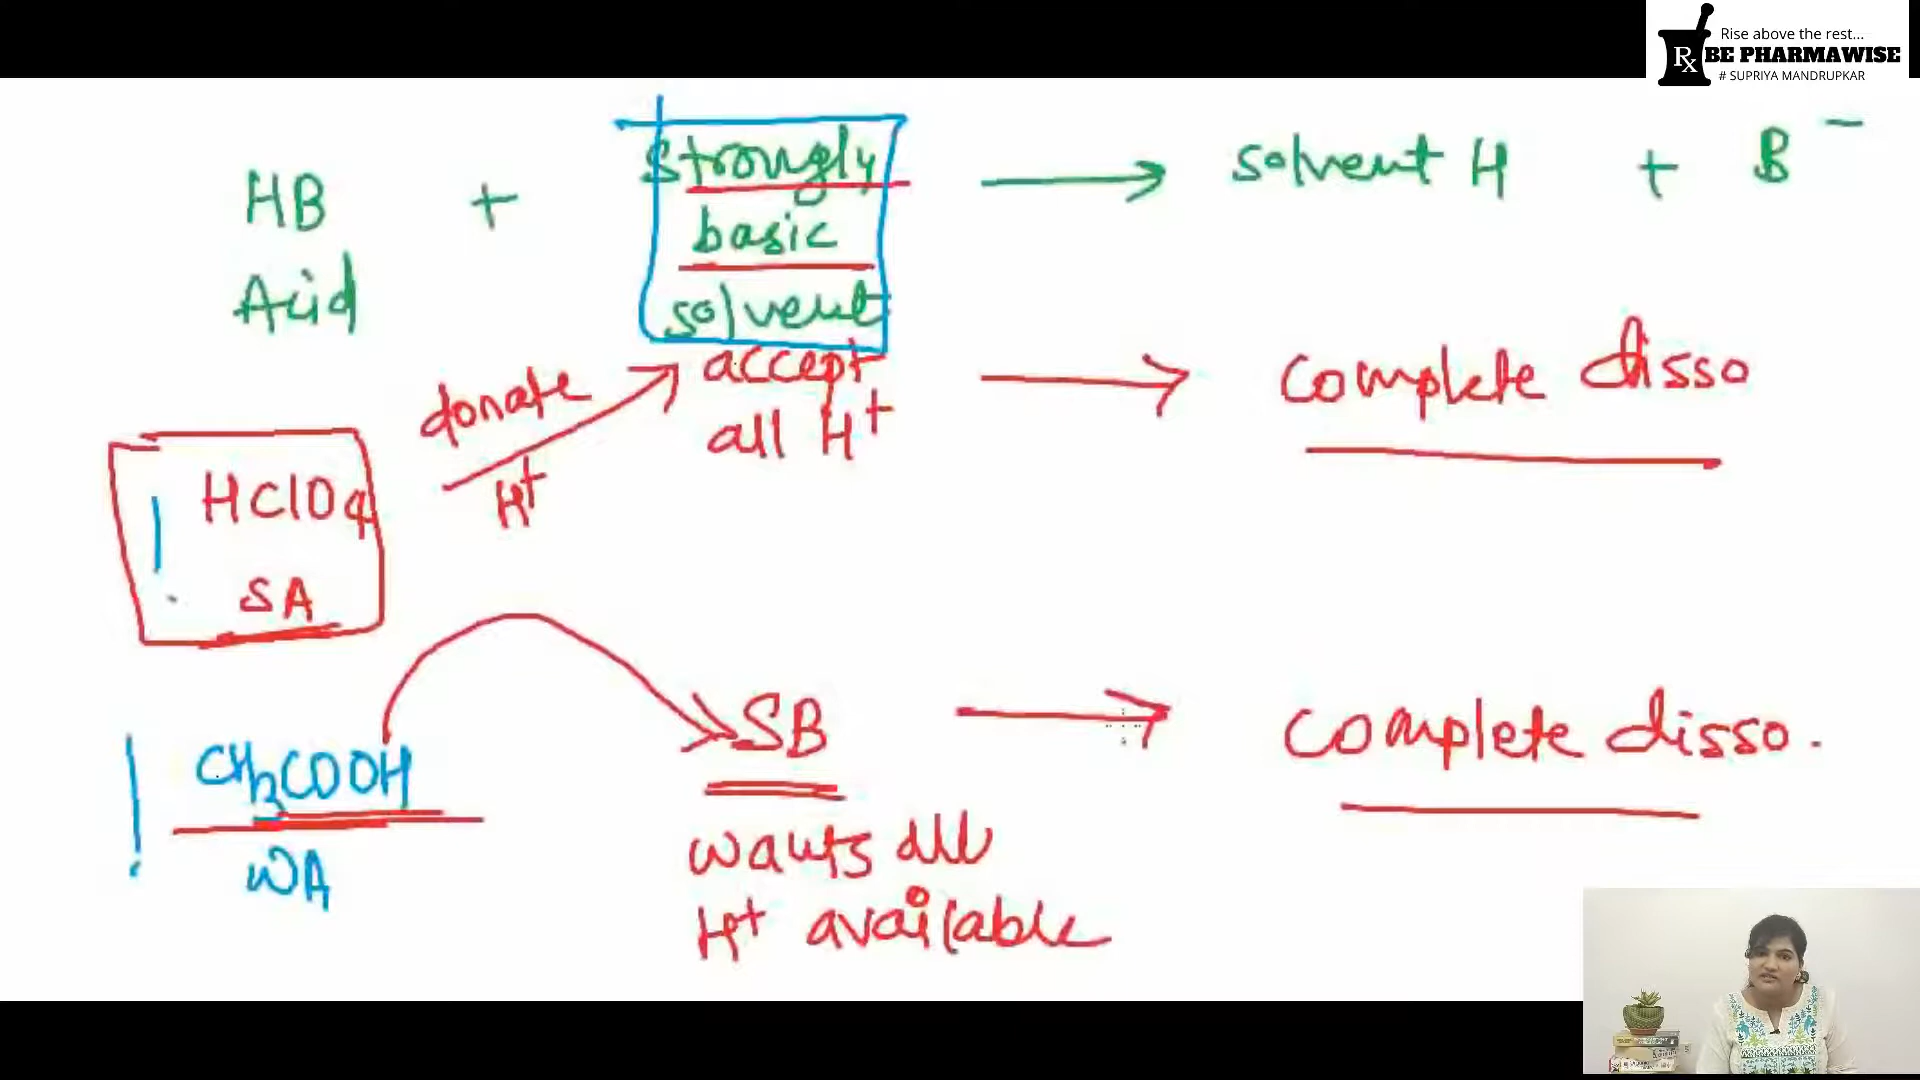 Rise above the rest...
Rx BE PHARMAWISE
# SUPRIYA MANDRUPKAR
HB + strongly → solvent H + B⁻
basic
Acid solvent
donate accept → complete disso
H⁺ all H⁺
HClO4
SA
CH3COOH SB → complete disso.
WA wants all
H⁺ available